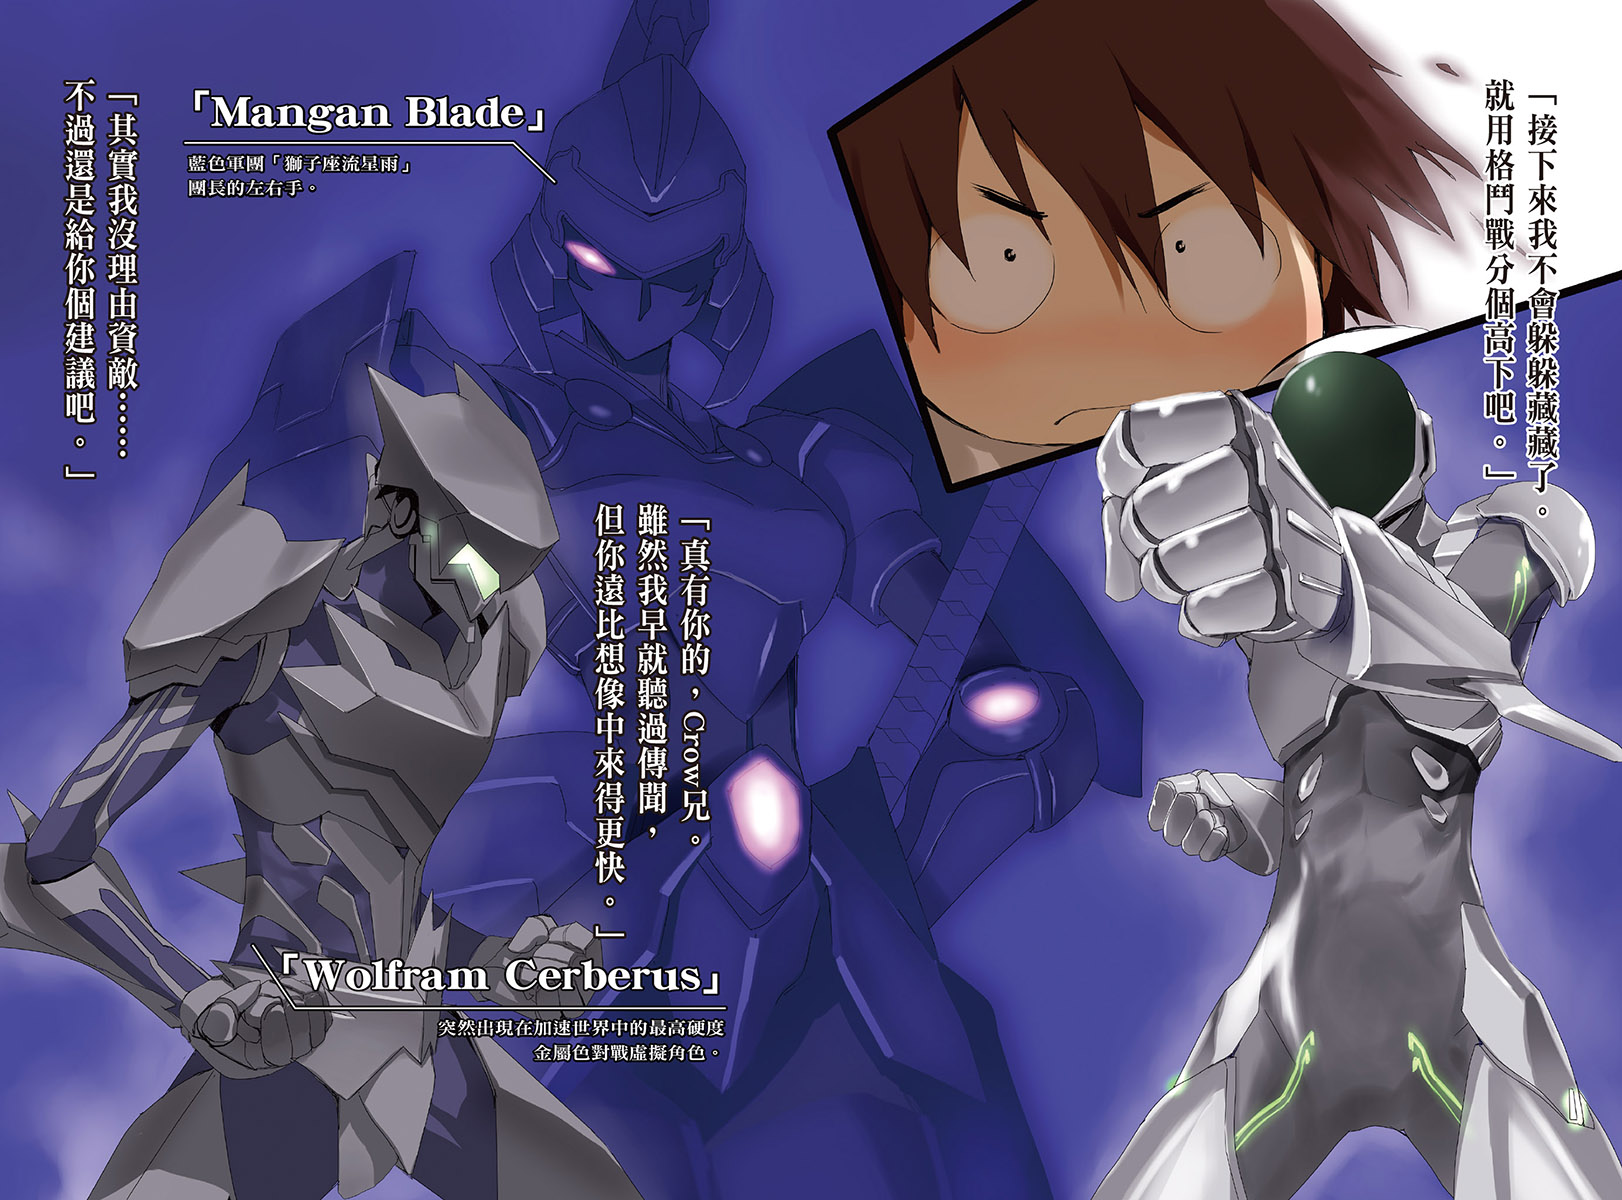 「接下來我不會躲躲藏藏了。
就用格鬥戰分個高下吧。」
「真有你的，Crow兄。
雖然我早就聽過傳聞，
但你遠比想像中來得更快。」
「Wolfram Cerberus」
突然出現在加速世界中的最高硬度
金屬色對戰虛擬角色。
「Mangan Blade」
藍色軍團「獅子座流星雨」
團長的左右手。
「其實我沒理由資敵……
不過還是給你個建議吧。」